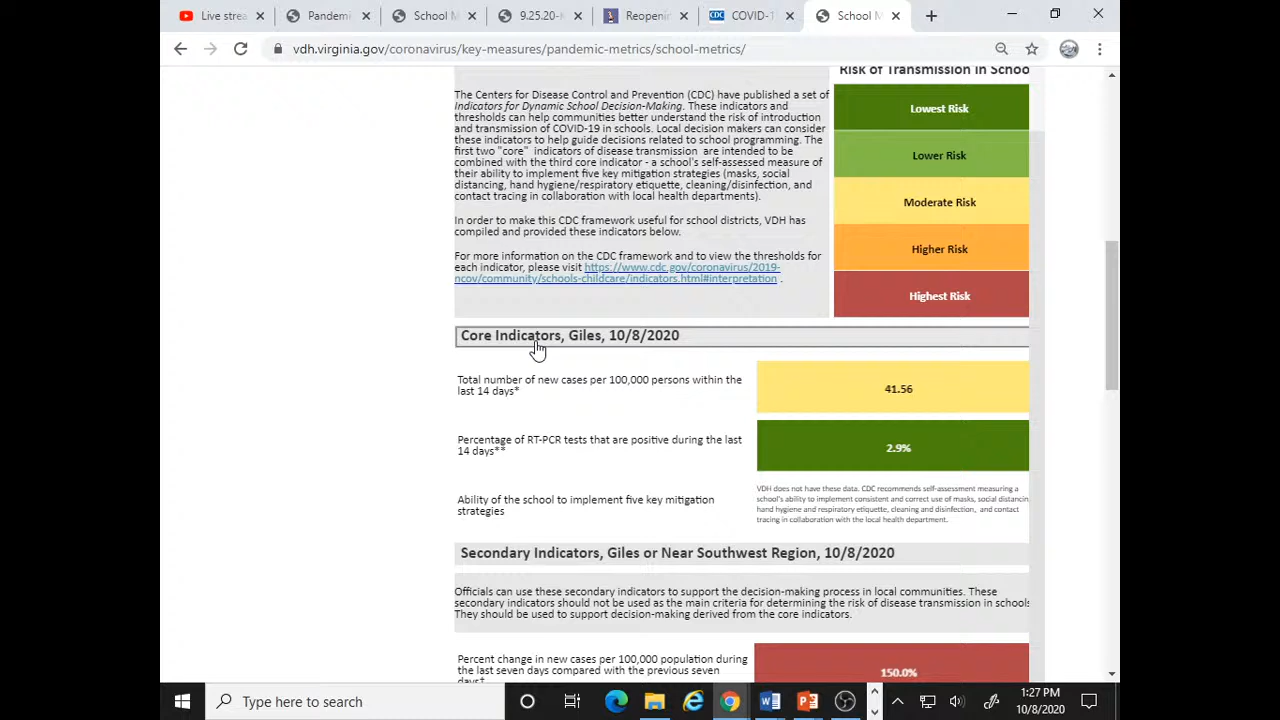 Live strea
Pandem
School M
9.25.20-
Reopenin
CDC COVID-1
School M
vdh.virginia.gov/coronavirus/key-measures/pandemic-metrics/school-metrics/
Risk of Transmission in Schoo
The Centers for Disease Control and Prevention (CDC) have published a set of
Indicators for Dynamic School Decision-Making. These indicators and
thresholds can help communities better understand the risk of introduction
and transmission of COVID-19 in schools. Local decision makers can consider
these indicators to help guide decisions related to school programming. The
first two "core" indicators of disease transmission are intended to be
combined with the third core indicator - a school's self-assessed measure of
their ability to implement five key mitigation strategies (masks, social
distancing, hand hygiene/respiratory etiquette, cleaning/disinfection, and
contact tracing in collaboration with local health departments).
In order to make this CDC framework useful for school districts, VDH has
compiled and provided these indicators below.
For more information on the CDC framework and to view the thresholds for
each indicator, please visit https://www.cdc.gov/coronavirus/2019-
ncov/community/schools-childcare/indicators.html#interpretation .
Lowest Risk
Lower Risk
Moderate Risk
Higher Risk
Highest Risk
Core Indicators, Giles, 10/8/2020
Total number of new cases per 100,000 persons within the
last 14 days*
41.56
Percentage of RT-PCR tests that are positive during the last
14 days**
2.9%
Ability of the school to implement five key mitigation
strategies
VDH does not have these data. CDC recommends self-assessment measuring a
school's ability to implement consistent and correct use of masks, social distancin
hand hygiene and respiratory etiquette, cleaning and disinfection, and contact
tracing in collaboration with the local health department.
Secondary Indicators, Giles or Near Southwest Region, 10/8/2020
Officials can use these secondary indicators to support the decision-making process in local communities. These
secondary indicators should not be used as the main criteria for determining the risk of disease transmission in schools
They should be used to support decision-making derived from the core indicators.
Percent change in new cases per 100,000 population during
the last seven days compared with the previous seven
days*
150.0%
Type here to search
1:27 PM
10/8/2020